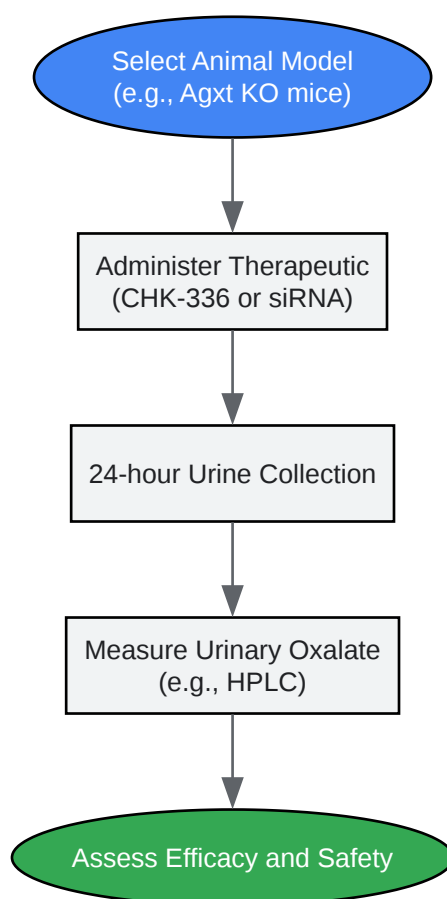 Select Animal Model
(e.g., Agxt KO mice)
Administer Therapeutic
(CHK-336 or siRNA)
24-hour Urine Collection
Measure Urinary Oxalate
(e.g., HPLC)
Assess Efficacy and Safety